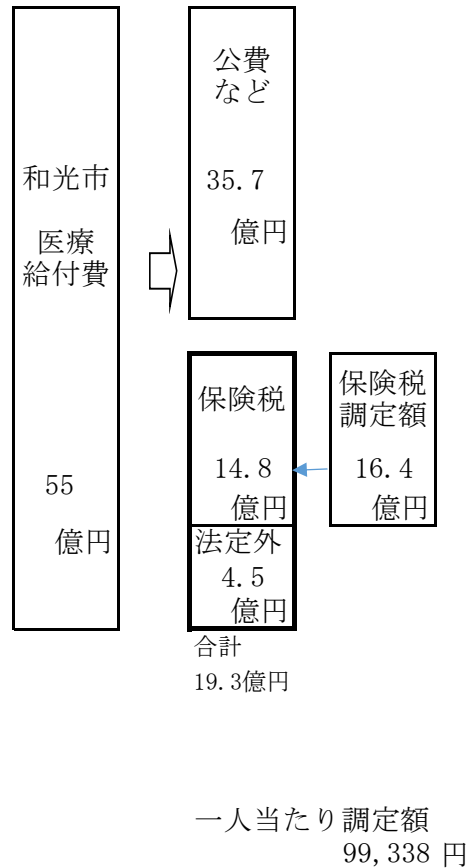 和光市
医療
給付費
55
億円
公費
など
35.7
億円
保険税
14.8
億円
法定外
4.5
億円
合計
19.3億円
保険税
調定額
16.4
億円
一人当たり調定額
99,338 円